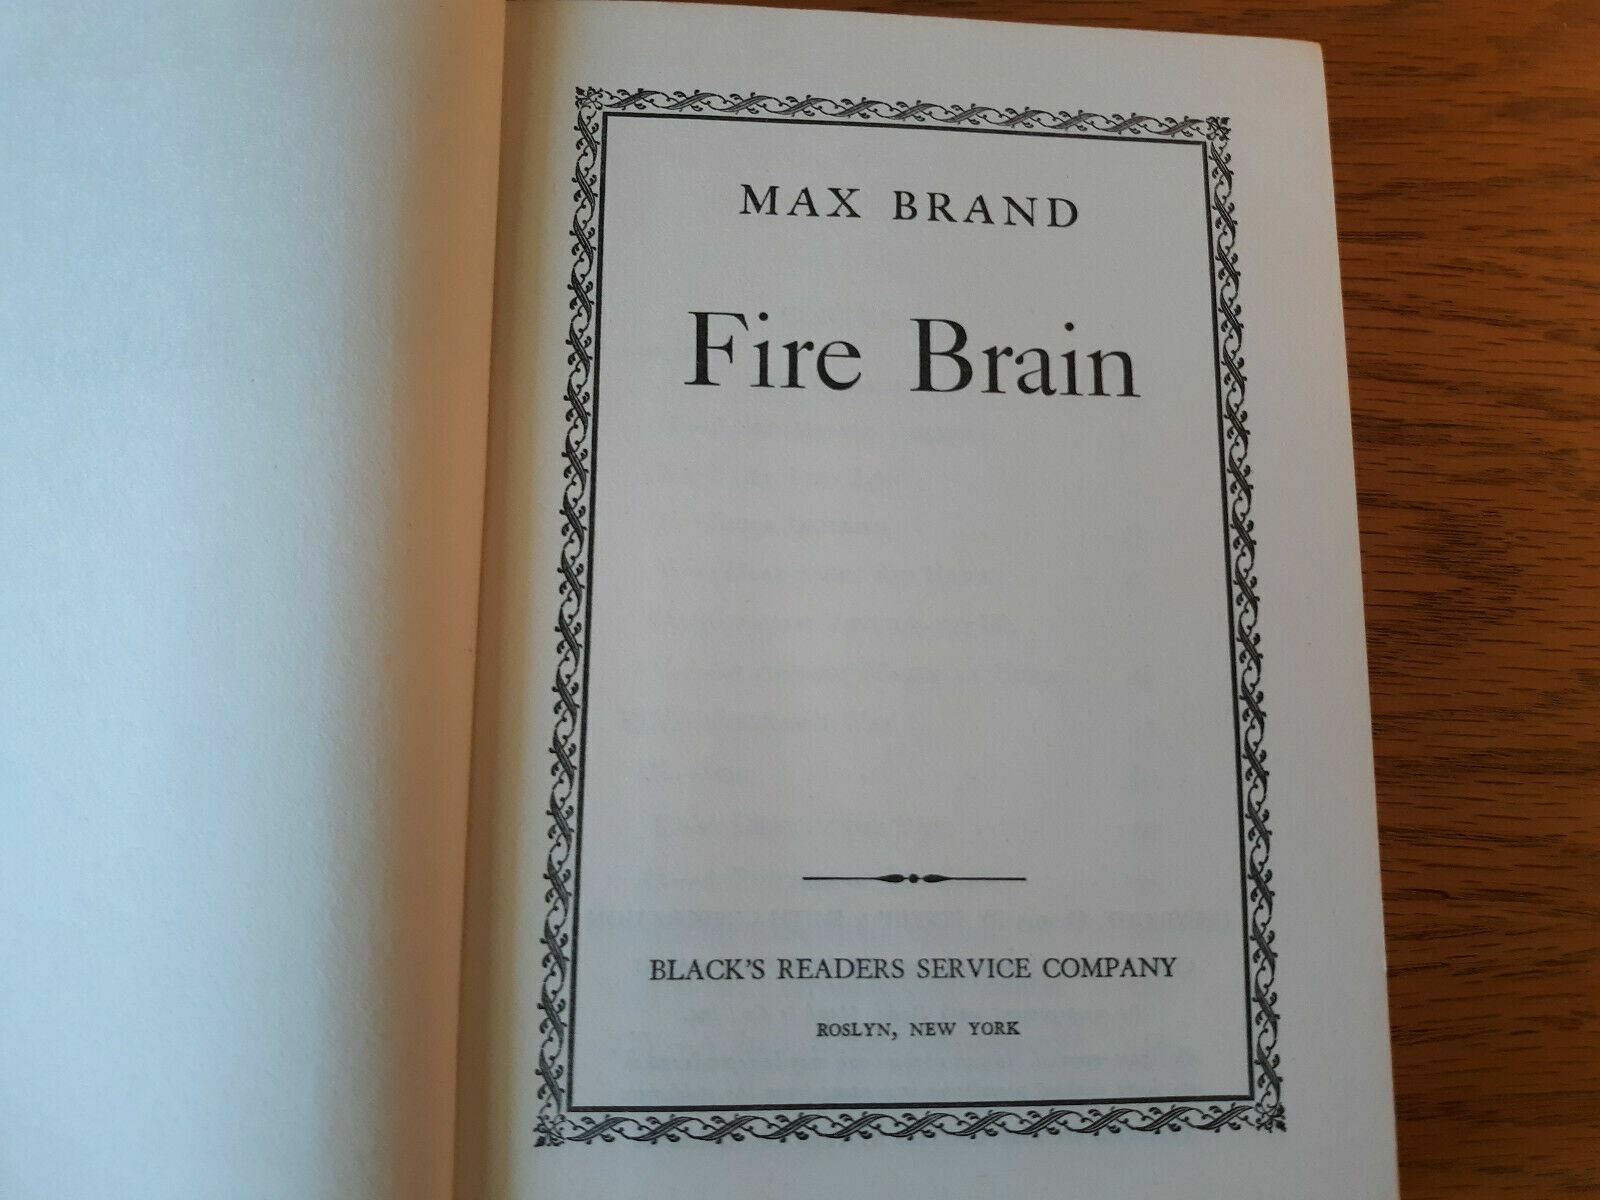 MAX BRAND
Fire Brain
BLACK'S READERS SERVICE COMPANY
ROSLYN, NEW YORK